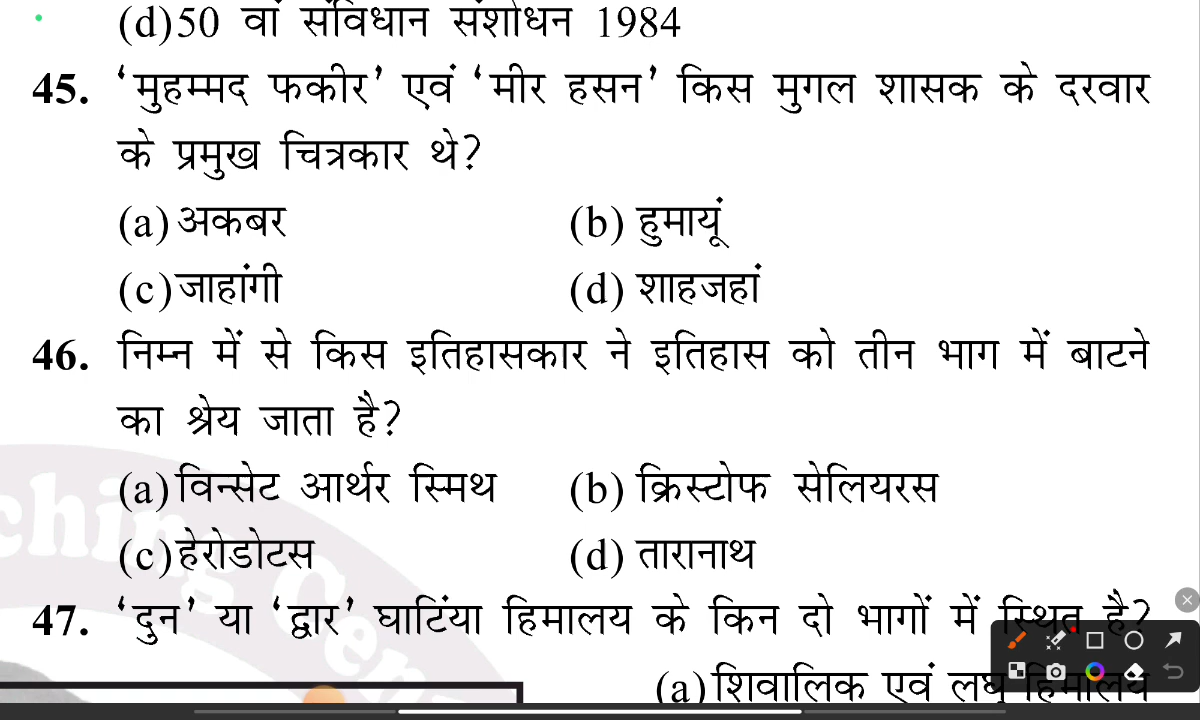 (d) 50 वां संविधान संशोधन 1984
45. ‘मुहम्मद फकीर’ एवं ‘मीर हसन’ किस मुगल शासक के दरवार
के प्रमुख चित्रकार थे?
(a) अकबर (b) हुमायूं
(c) जाहांगी (d) शाहजहां
46. निम्न में से किस इतिहासकार ने इतिहास को तीन भाग में बाटने
का श्रेय जाता है?
(a) विन्सेट आर्थर स्मिथ (b) क्रिस्टोफ सेलियरस
(c) हेरोडोटस (d) तारानाथ
47. ‘दुन’ या ‘द्वार’ घाटिंया हिमालय के किन दो भागों में स्थित है?
(a) शिवालिक एवं लघु हिमालय